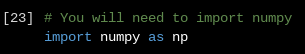 [23] # You will need to import numpy
import numpy as np